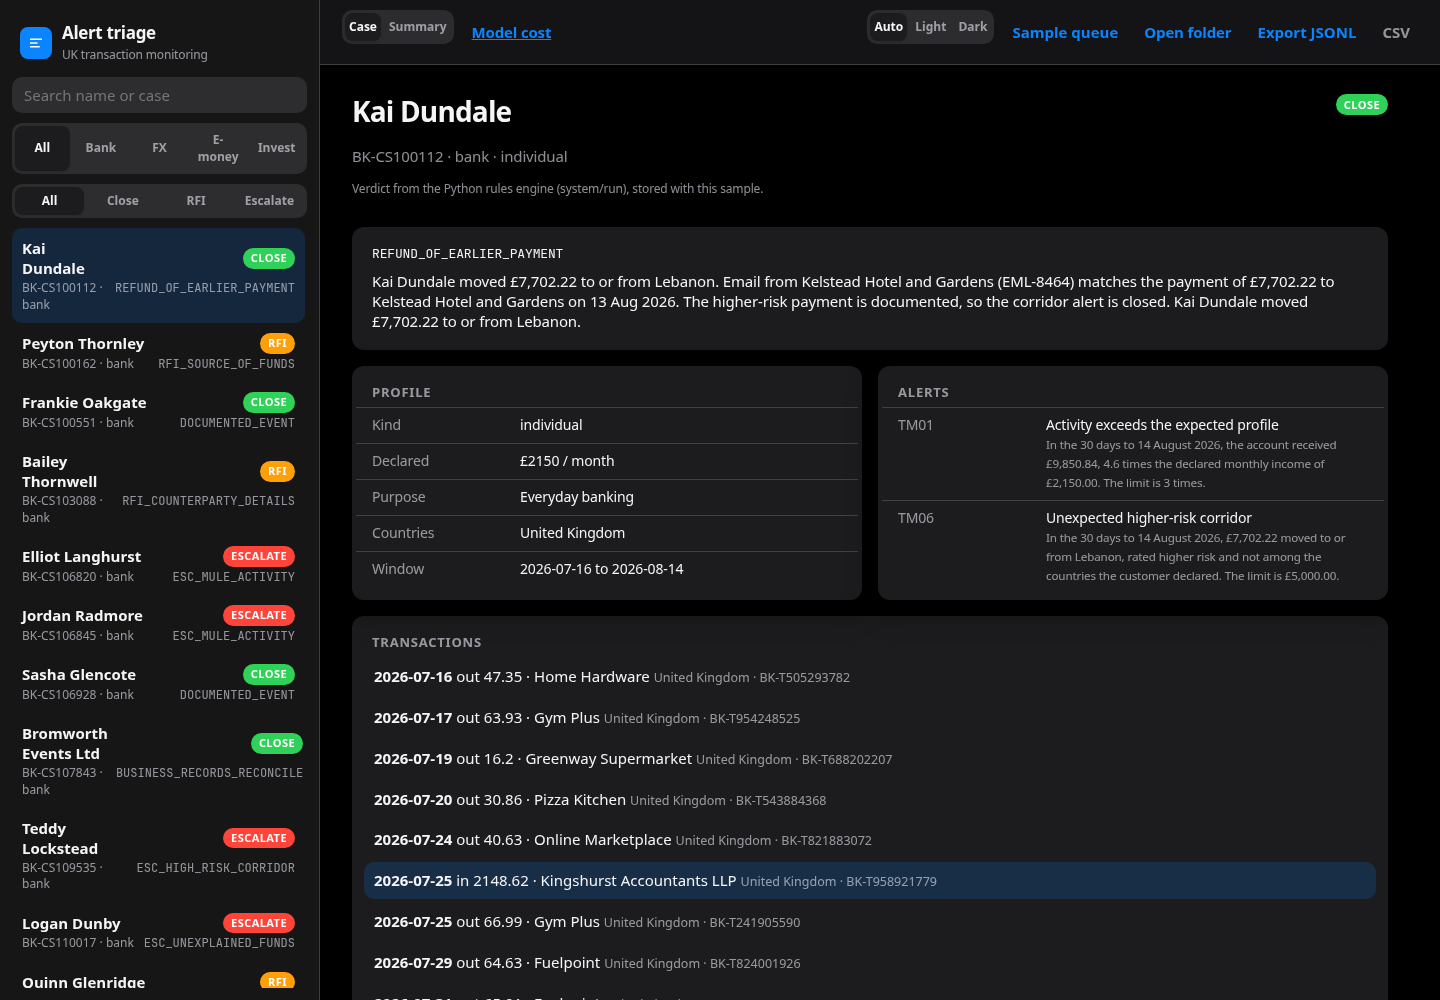 Alert triage
UK transaction monitoring
Search name or case
All Bank FX E-money Invest
All Close RFI Escalate
Kai Dundale CLOSE
BK-CS100112 · bank REFUND_OF_EARLIER_PAYMENT
Peyton Thornley RFI
BK-CS100162 · bank RFI_SOURCE_OF_FUNDS
Frankie Oakgate CLOSE
BK-CS100551 · bank DOCUMENTED_EVENT
Bailey Thornwell RFI
BK-CS103088 · bank RFI_COUNTERPARTY_DETAILS
Elliot Langhurst ESCALATE
BK-CS106820 · bank ESC_MULE_ACTIVITY
Jordan Radmore ESCALATE
BK-CS106845 · bank ESC_MULE_ACTIVITY
Sasha Glencote CLOSE
BK-CS106928 · bank DOCUMENTED_EVENT
Bromworth Events Ltd CLOSE
BK-CS107843 · bank BUSINESS_RECORDS_RECONCILE
Teddy Lockstead ESCALATE
BK-CS109535 · bank ESC_HIGH_RISK_CORRIDOR
Logan Dunby ESCALATE
BK-CS110017 · bank ESC_UNEXPLAINED_FUNDS
Quinn Glenridge RFI
Case Summary Model cost Auto Light Dark Sample queue Open folder Export JSONL CSV
Kai Dundale CLOSE
BK-CS100112 · bank · individual
Verdict from the Python rules engine (system/run), stored with this sample.
REFUND_OF_EARLIER_PAYMENT
Kai Dundale moved £7,702.22 to or from Lebanon. Email from Kelstead Hotel and Gardens (EML-8464) matches the payment of £7,702.22 to
Kelstead Hotel and Gardens on 13 Aug 2026. The higher-risk payment is documented, so the corridor alert is closed. Kai Dundale moved
£7,702.22 to or from Lebanon.
PROFILE
Kind individual
Declared £2150 / month
Purpose Everyday banking
Countries United Kingdom
Window 2026-07-16 to 2026-08-14
ALERTS
TM01 Activity exceeds the expected profile
In the 30 days to 14 August 2026, the account received
£9,850.84, 4.6 times the declared monthly income of
£2,150.00. The limit is 3 times.
TM06 Unexpected higher-risk corridor
In the 30 days to 14 August 2026, £7,702.22 moved to or
from Lebanon, rated higher risk and not among the
countries the customer declared. The limit is £5,000.00.
TRANSACTIONS
2026-07-16 out 47.35 · Home Hardware United Kingdom · BK-T505293782
2026-07-17 out 63.93 · Gym Plus United Kingdom · BK-T954248525
2026-07-19 out 16.2 · Greenway Supermarket United Kingdom · BK-T688202207
2026-07-20 out 30.86 · Pizza Kitchen United Kingdom · BK-T543884368
2026-07-24 out 40.63 · Online Marketplace United Kingdom · BK-T821883072
2026-07-25 in 2148.62 · Kingshurst Accountants LLP United Kingdom · BK-T958921779
2026-07-25 out 66.99 · Gym Plus United Kingdom · BK-T241905590
2026-07-29 out 64.63 · Fuelpoint United Kingdom · BK-T824001926